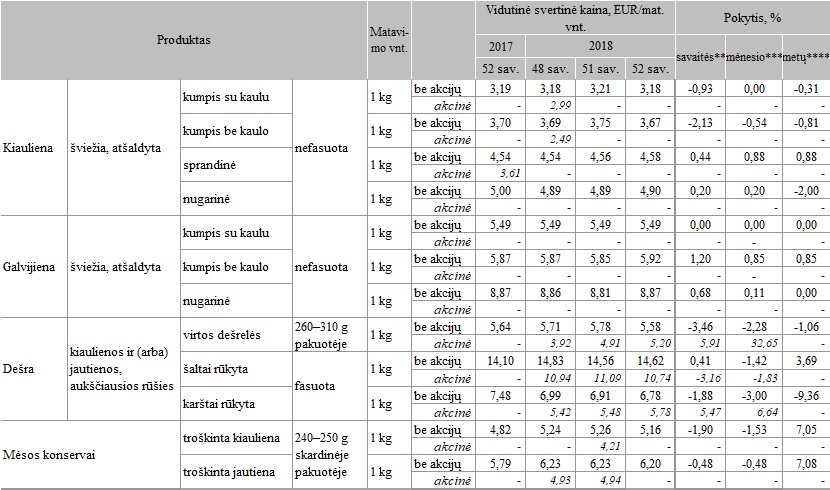 Produktas Matavi- mo vnt. Vidutinė svertinė kaina, EUR/mat. vnt. Pokytis, %
2017 2018 savaitės** mėnesio*** metų****
52 sav. 48 sav. 51 sav. 52 sav.
Kiauliena šviežia, atšaldyta kumpis su kaulu nefasuota 1 kg be akcijų 3,19 3,18 3,21 3,18 -0,93 0,00 -0,31
akcinė - 2,99 - - - - -
kumpis be kaulo 1 kg be akcijų 3,70 3,69 3,75 3,67 -2,13 -0,54 -0,81
akcinė - 2,49 - - - - -
sprandinė 1 kg be akcijų 4,54 4,54 4,56 4,58 0,44 0,88 0,88
akcinė 3,61 - - - - - -
nugarinė 1 kg be akcijų 5,00 4,89 4,89 4,90 0,20 0,20 -2,00
akcinė - - - - - - -
Galvijiena šviežia, atšaldyta kumpis su kaulu nefasuota 1 kg be akcijų 5,49 5,49 5,49 5,49 0,00 0,00 0,00
akcinė - - - - - - -
kumpis be kaulo 1 kg be akcijų 5,87 5,87 5,85 5,92 1,20 0,85 0,85
akcinė - - - - - - -
nugarinė 1 kg be akcijų 8,87 8,86 8,81 8,87 0,68 0,11 0,00
akcinė - - - - - - -
Dešra kiaulienos ir (arba) jautienos, aukščiausios rūšies virtos dešrelės 260–310 g pakuotėje 1 kg be akcijų 5,64 5,71 5,78 5,58 -3,46 -2,28 -1,06
akcinė - 3,92 4,91 5,20 5,91 32,65 -
šaltai rūkyta fasuota 1 kg be akcijų 14,10 14,83 14,56 14,62 0,41 -1,42 3,69
akcinė - 10,94 11,09 10,74 -3,16 -1,83 -
karštai rūkyta 1 kg be akcijų 7,48 6,99 6,91 6,78 -1,88 -3,00 -9,36
akcinė - 5,42 5,48 5,78 5,47 6,64 -
Mėsos konservai troškinta kiauliena 240–250 g skardinėje pakuotėje 1 kg be akcijų 4,82 5,24 5,26 5,16 -1,90 -1,53 7,05
akcinė - - 4,21 - - - -
troškinta jautiena 1 kg be akcijų 5,79 6,23 6,23 6,20 -0,48 -0,48 7,08
akcinė - 4,93 4,94 - - - -